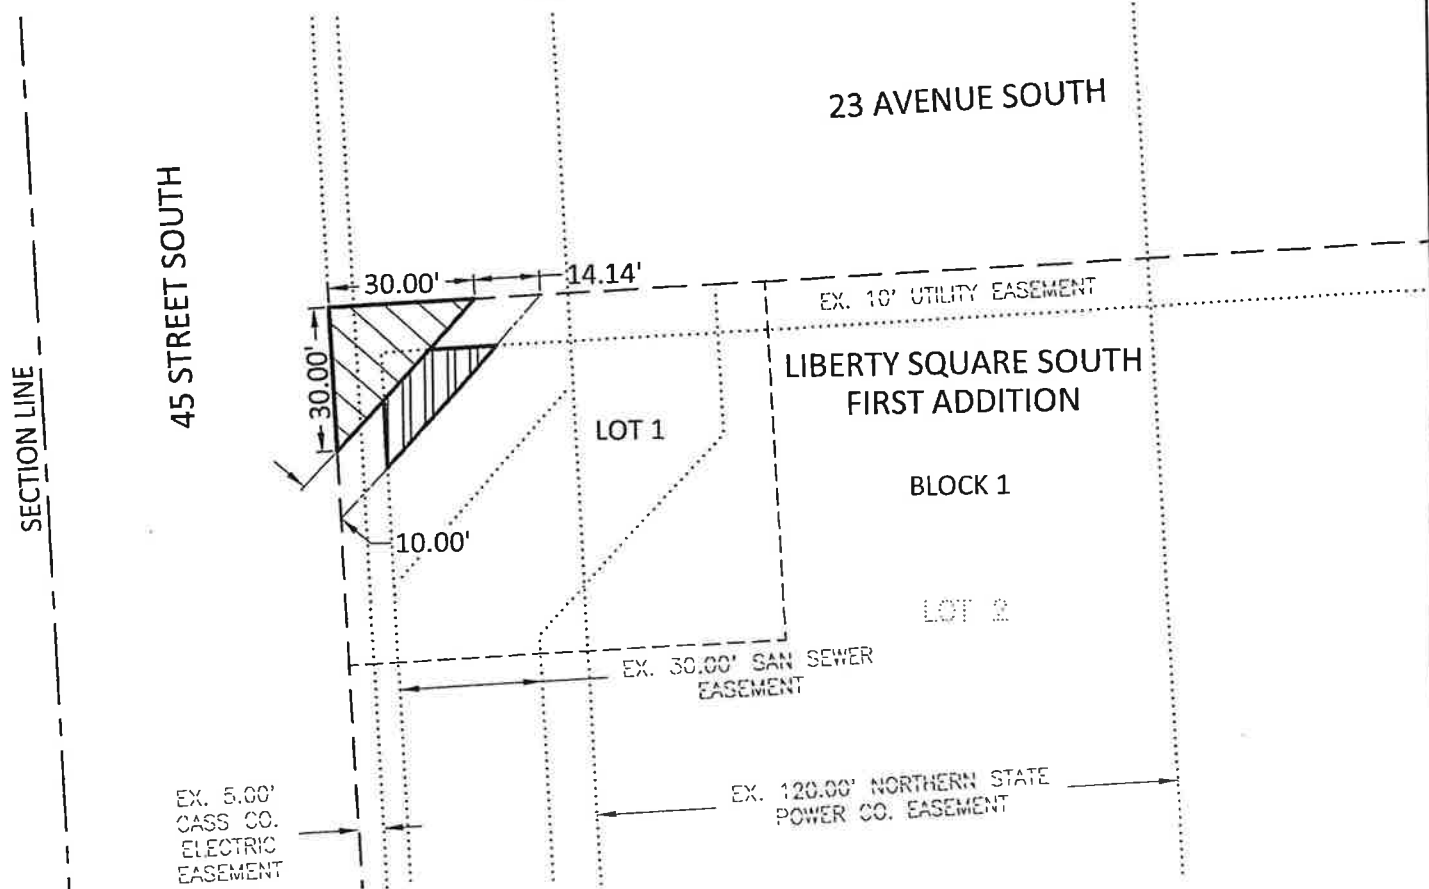 23 AVENUE SOUTH
45 STREET SOUTH
SECTION LINE
30.00'
14.14'
30.00'
10.00'
EX. 10' UTILITY EASEMENT
LIBERTY SQUARE SOUTH
FIRST ADDITION
LOT 1
BLOCK 1
LOT 2
EX. 30.00' SAN SEWER
EASEMENT
EX. 120.00' NORTHERN STATE
POWER CO. EASEMENT
EX. 5.00'
CASS CO.
ELECTRIC
EASEMENT